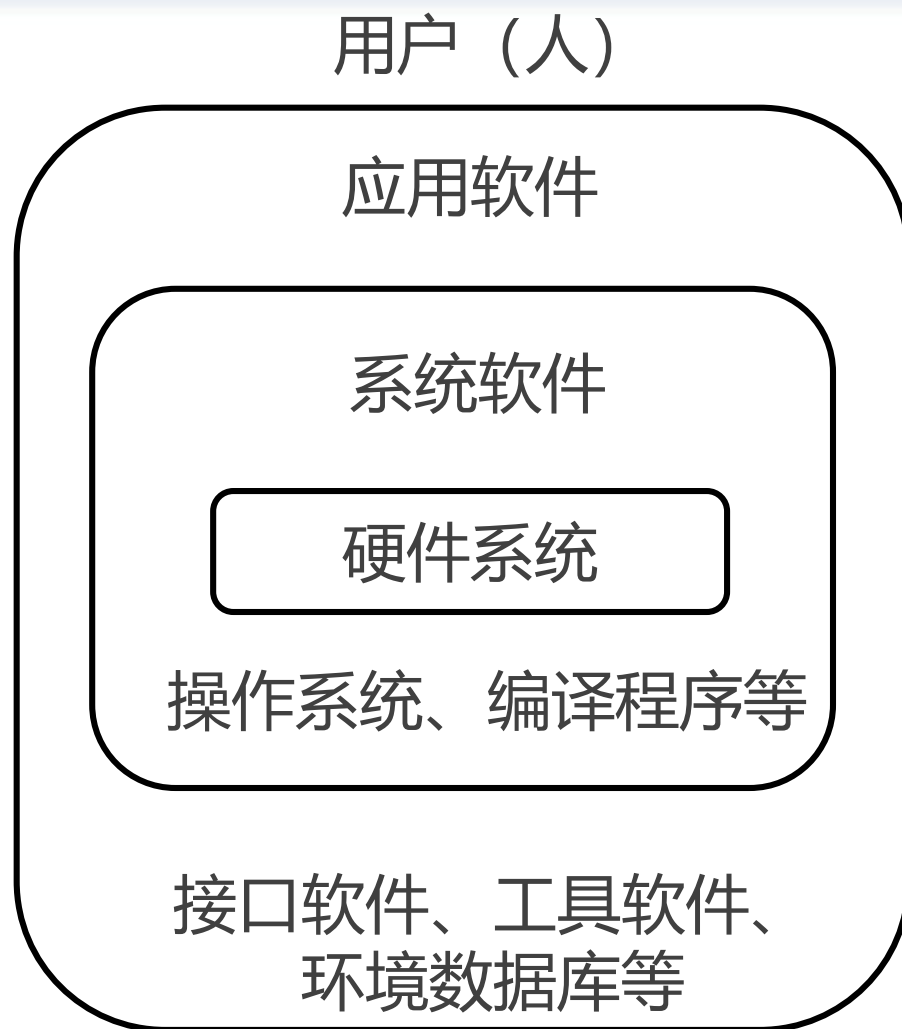 用户（人）
应用软件
系统软件
硬件系统
操作系统、编译程序等
接口软件、工具软件、
环境数据库等